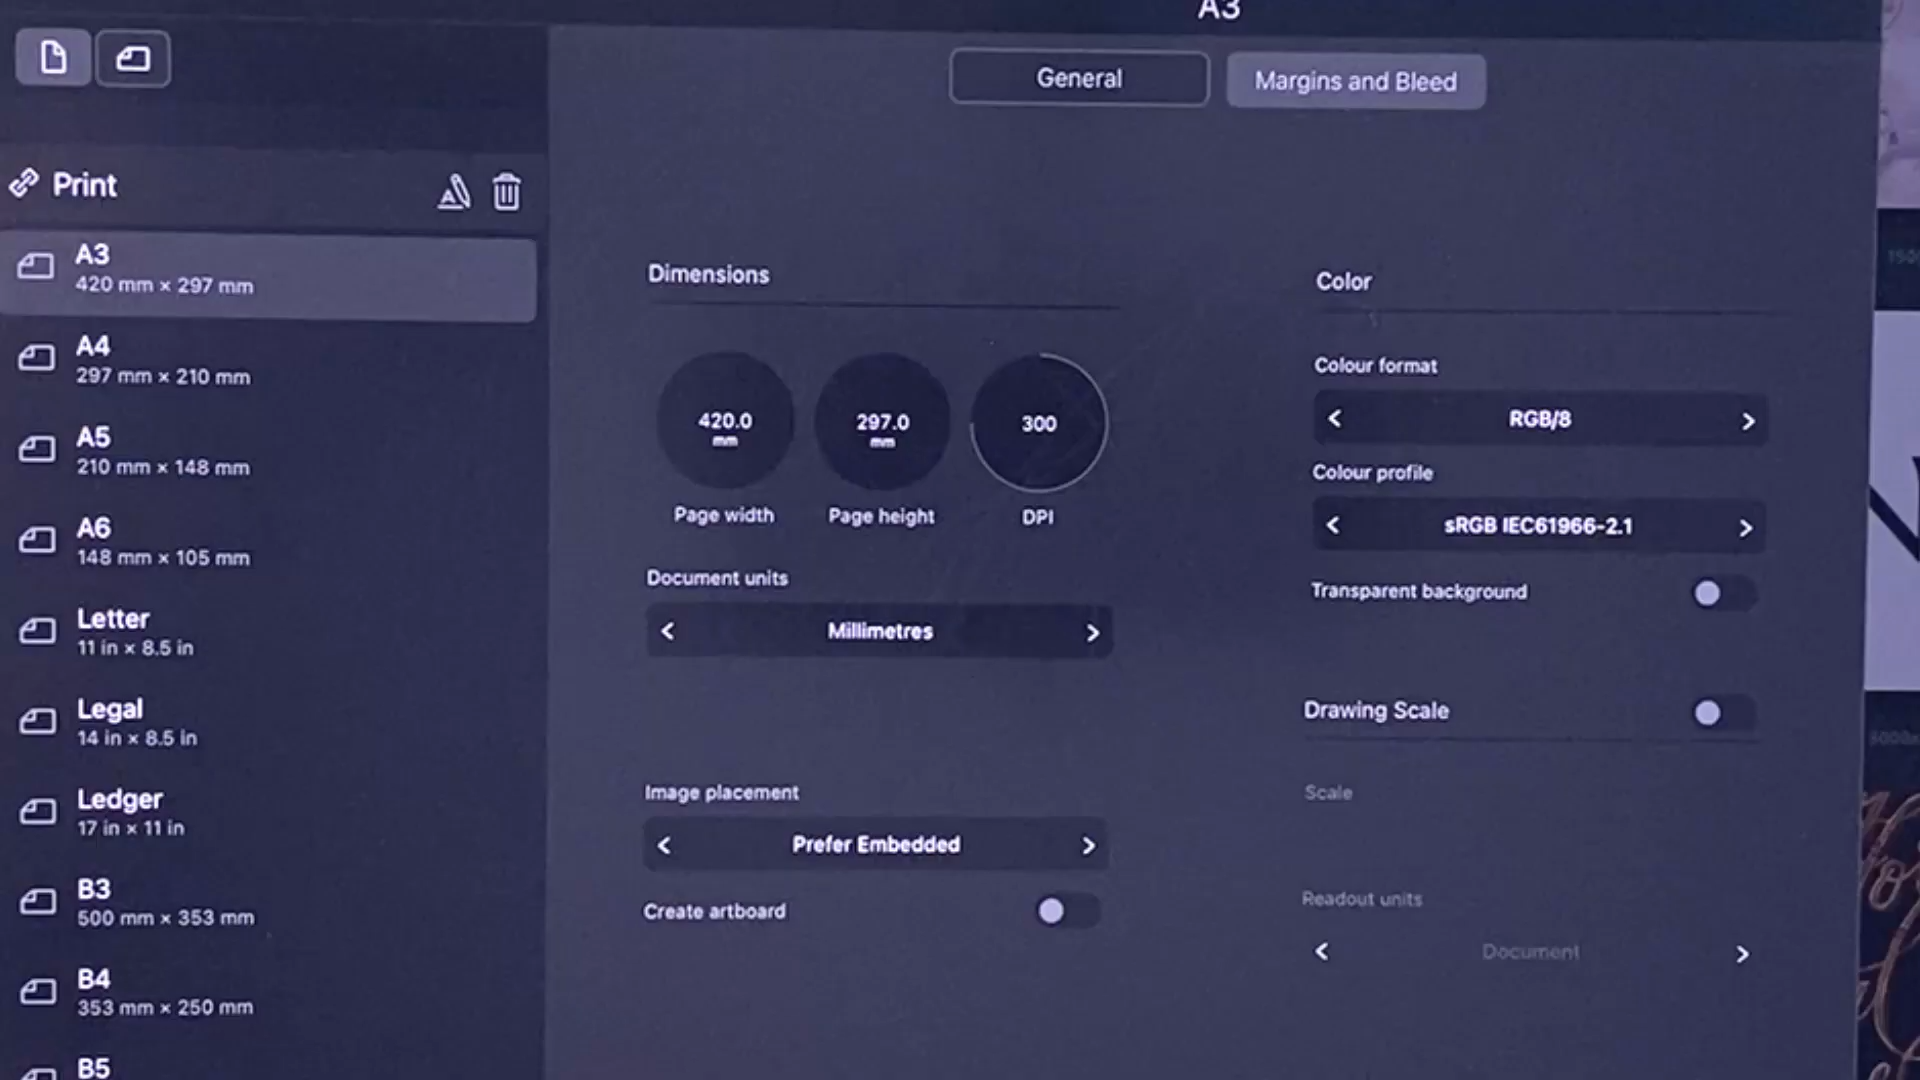 A3
General
Margins and Bleed
Print
A3
420 mm × 297 mm
A4
297 mm × 210 mm
A5
210 mm × 148 mm
A6
148 mm × 105 mm
Letter
11 in × 8.5 in
Legal
14 in × 8.5 in
Ledger
17 in × 11 in
B3
500 mm × 353 mm
B4
353 mm × 250 mm
B5
Dimensions
420.0
mm
Page width
297.0
mm
Page height
300
DPI
Document units
Millimetres
Image placement
Prefer Embedded
Create artboard
Color
Colour format
RGB/8
Colour profile
sRGB IEC61966-2.1
Transparent background
Drawing Scale
Scale
Readout units
Document